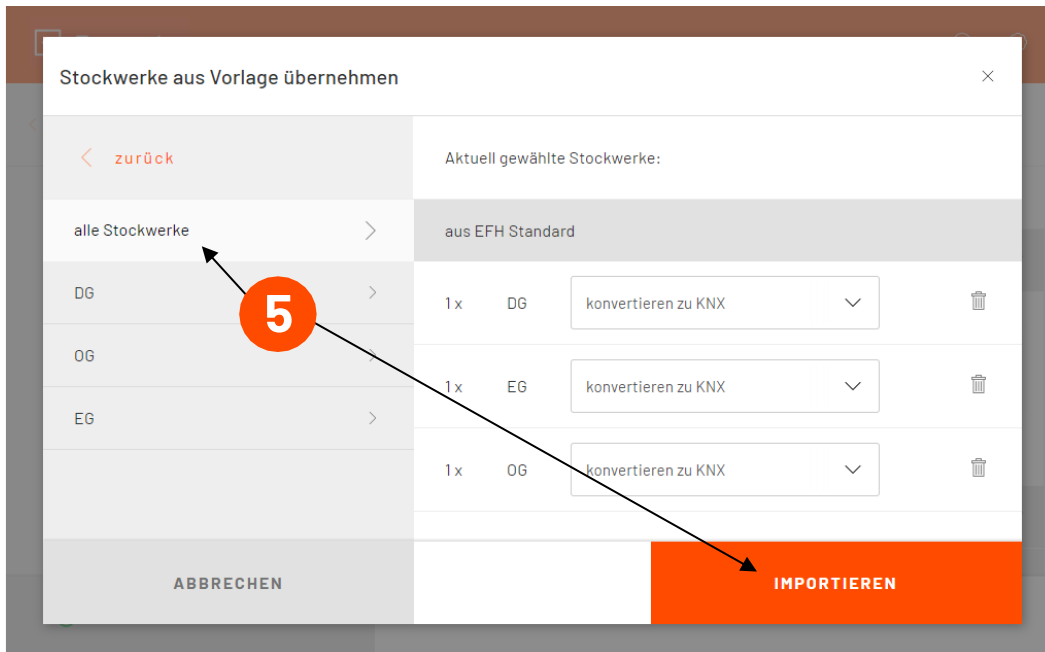 Stockwerke aus Vorlage übernehmen
zurück
Aktuell gewählte Stockwerke:
alle Stockwerke
aus EFH Standard
DG
5
1 x DG konvertieren zu KNX
OG
1 x EG konvertieren zu KNX
EG
1 x OG konvertieren zu KNX
ABBRECHEN
IMPORTIEREN